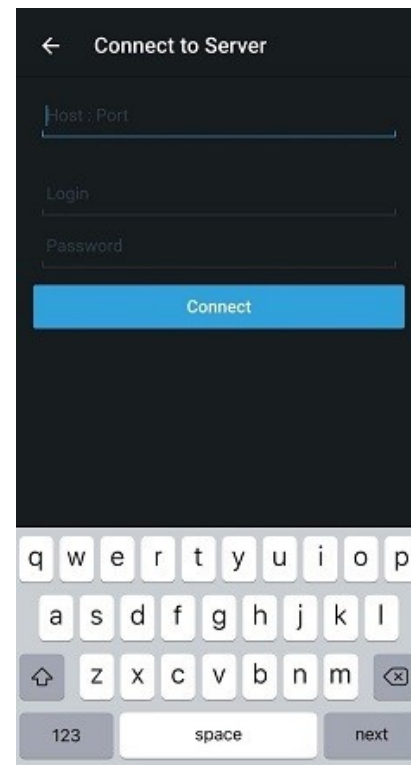 ← Connect to Server
Host : Port
Login
Password
Connect
q w e r t y u i o p
a s d f g h j k l
z x c v b n m
123 space next